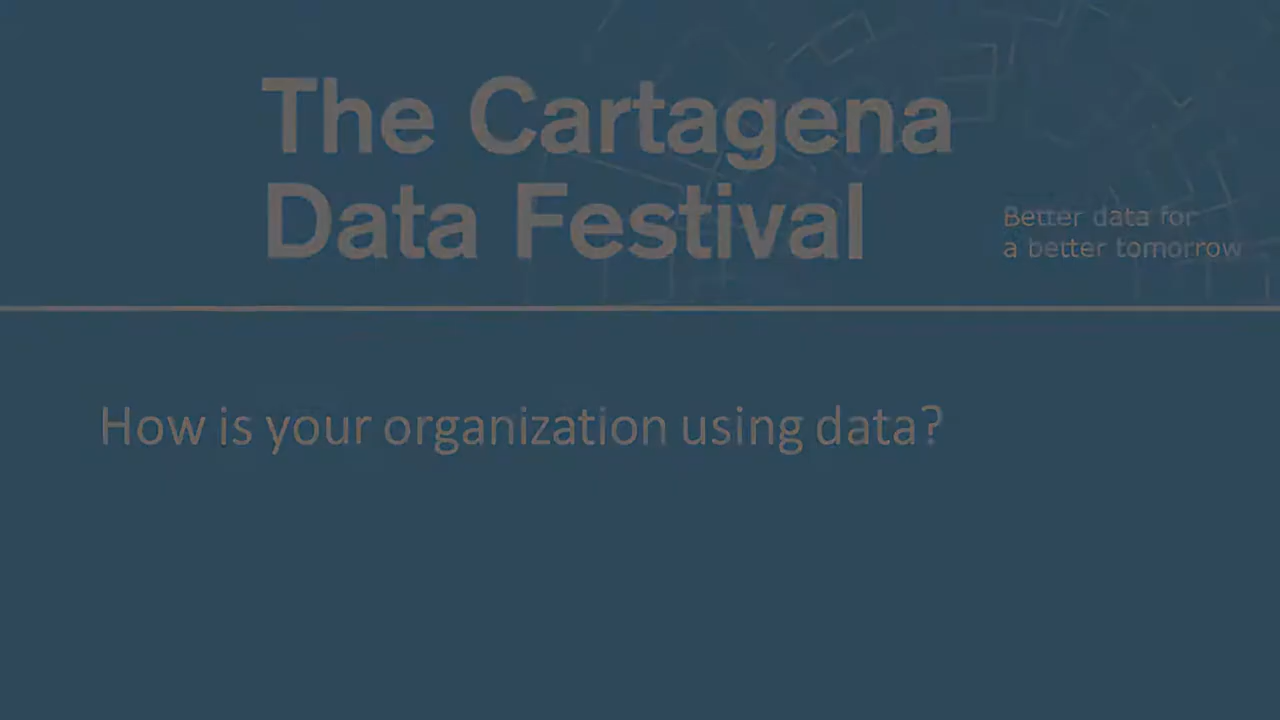 The Cartagena
Data Festival
Better data for
a better tomorrow
How is your organization using data?